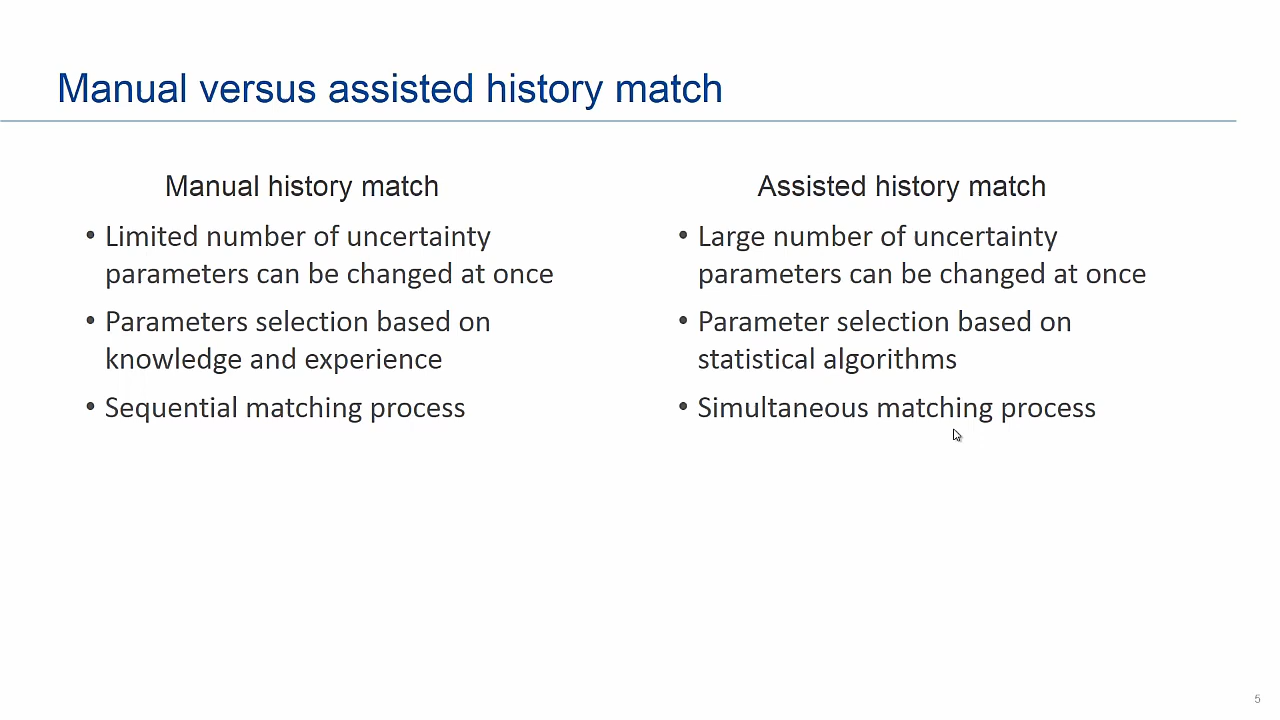 Manual versus assisted history match
Manual history match
• Limited number of uncertainty
parameters can be changed at once
• Parameters selection based on
knowledge and experience
• Sequential matching process
Assisted history match
• Large number of uncertainty
parameters can be changed at once
• Parameter selection based on
statistical algorithms
• Simultaneous matching process
5